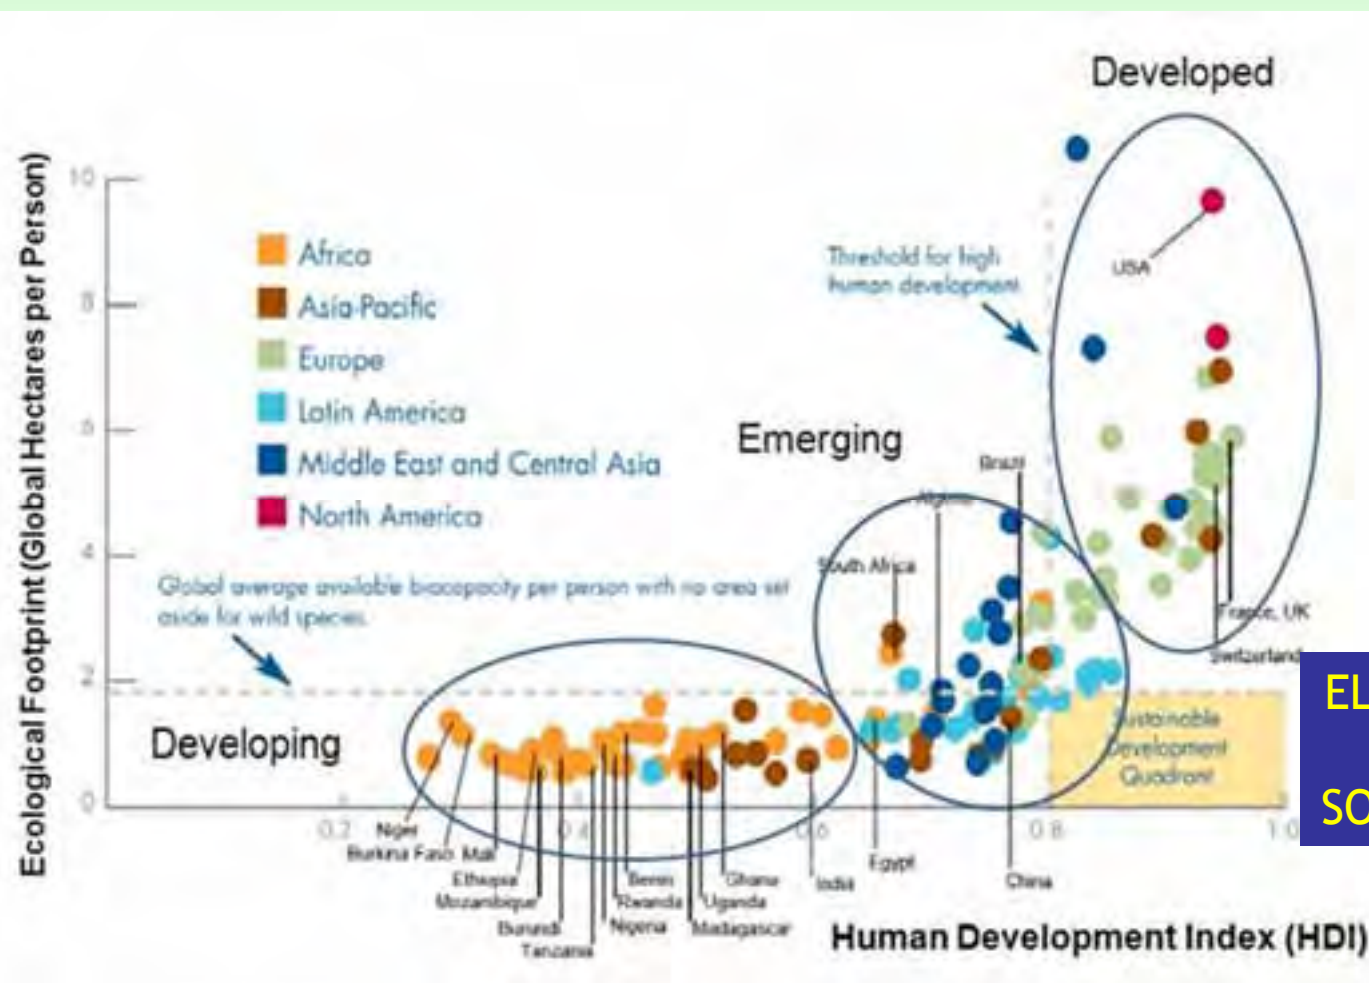 Developed
Ecological Footprint (Global Hectares per Person)
10
8
6
4
2
0
Africa
Asia-Pacific
Europe
Latin America
Middle East and Central Asia
North America
Threshold for high
human development
USA
Emerging
Brazil
Algeria
South Africa
Global average available biocapacity per person with no area set
aside for wild species.
France, UK
Switzerland
EL
SO
Developing
Sustainable
Development
Quadrant
0.2
0.4
0.6
0.8
1.0
Niger
Burkina Faso
Mali
Ethiopia
Mozambique
Burundi
Tanzania
Benin
Rwanda
Nigeria
Ghana
Uganda
Madagascar
India
Egypt
China
Human Development Index (HDI)